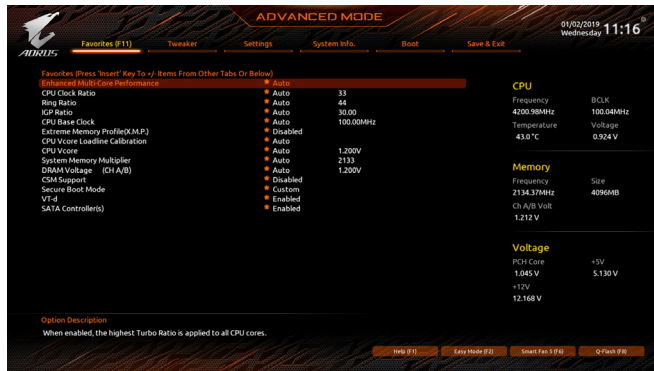 ADVANCED MODE
01/02/2019
Wednesday 11:16
AORUS
Favorites (F11) Tweaker Settings System Info. Boot Save & Exit
Favorites (Press 'Insert' Key To +/- Items From Other Tabs Or Below)
Enhanced Multi-Core Performance Auto
CPU Clock Ratio Auto 33
Ring Ratio Auto 44
IGP Ratio Auto 30.00
CPU Base Clock Auto 100.00MHz
Extreme Memory Profile(X.M.P.) Disabled
CPU Vcore Loadline Calibration Auto
CPU Vcore Auto 1.200V
System Memory Multiplier Auto 2133
DRAM Voltage (CH A/B) Auto 1.200V
CSM Support Disabled
Secure Boot Mode Custom
VT-d Enabled
SATA Controller(s) Enabled
CPU
Frequency BCLK
4200.98MHz 100.04MHz
Temperature Voltage
43.0 °C 0.924 V
Memory
Frequency Size
2134.37MHz 4096MB
Ch A/B Volt
1.212 V
Voltage
PCH Core +5V
1.045 V 5.130 V
+12V
12.168 V
Option Description
When enabled, the highest Turbo Ratio is applied to all CPU cores.
Help (F1) Easy Mode (F2) Smart Fan 5 (F6) Q-Flash (F8)